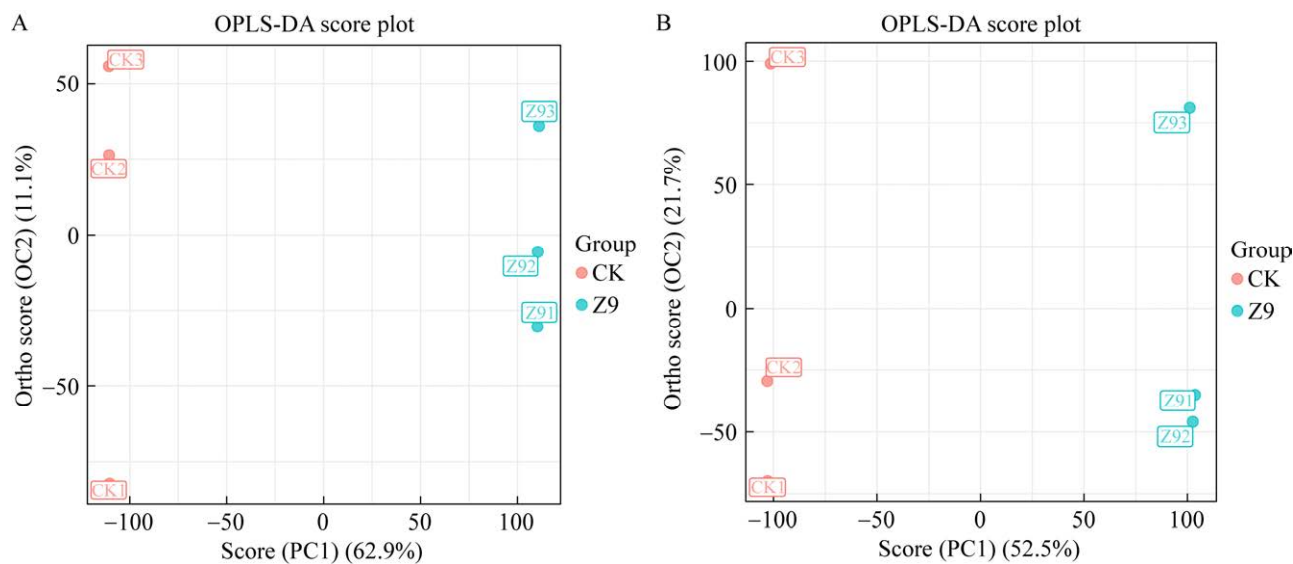 A
OPLS-DA score plot
CK3
Z93
CK2
Z92
Z91
CK1
50
0
−50
Ortho score (OC2) (11.1%)
−100
−50
0
50
100
Score (PC1) (62.9%)
Group
CK
Z9
B
OPLS-DA score plot
CK3
Z93
CK2
Z91
Z92
CK1
100
50
0
−50
Ortho score (OC2) (21.7%)
−100
−50
0
50
100
Score (PC1) (52.5%)
Group
CK
Z9